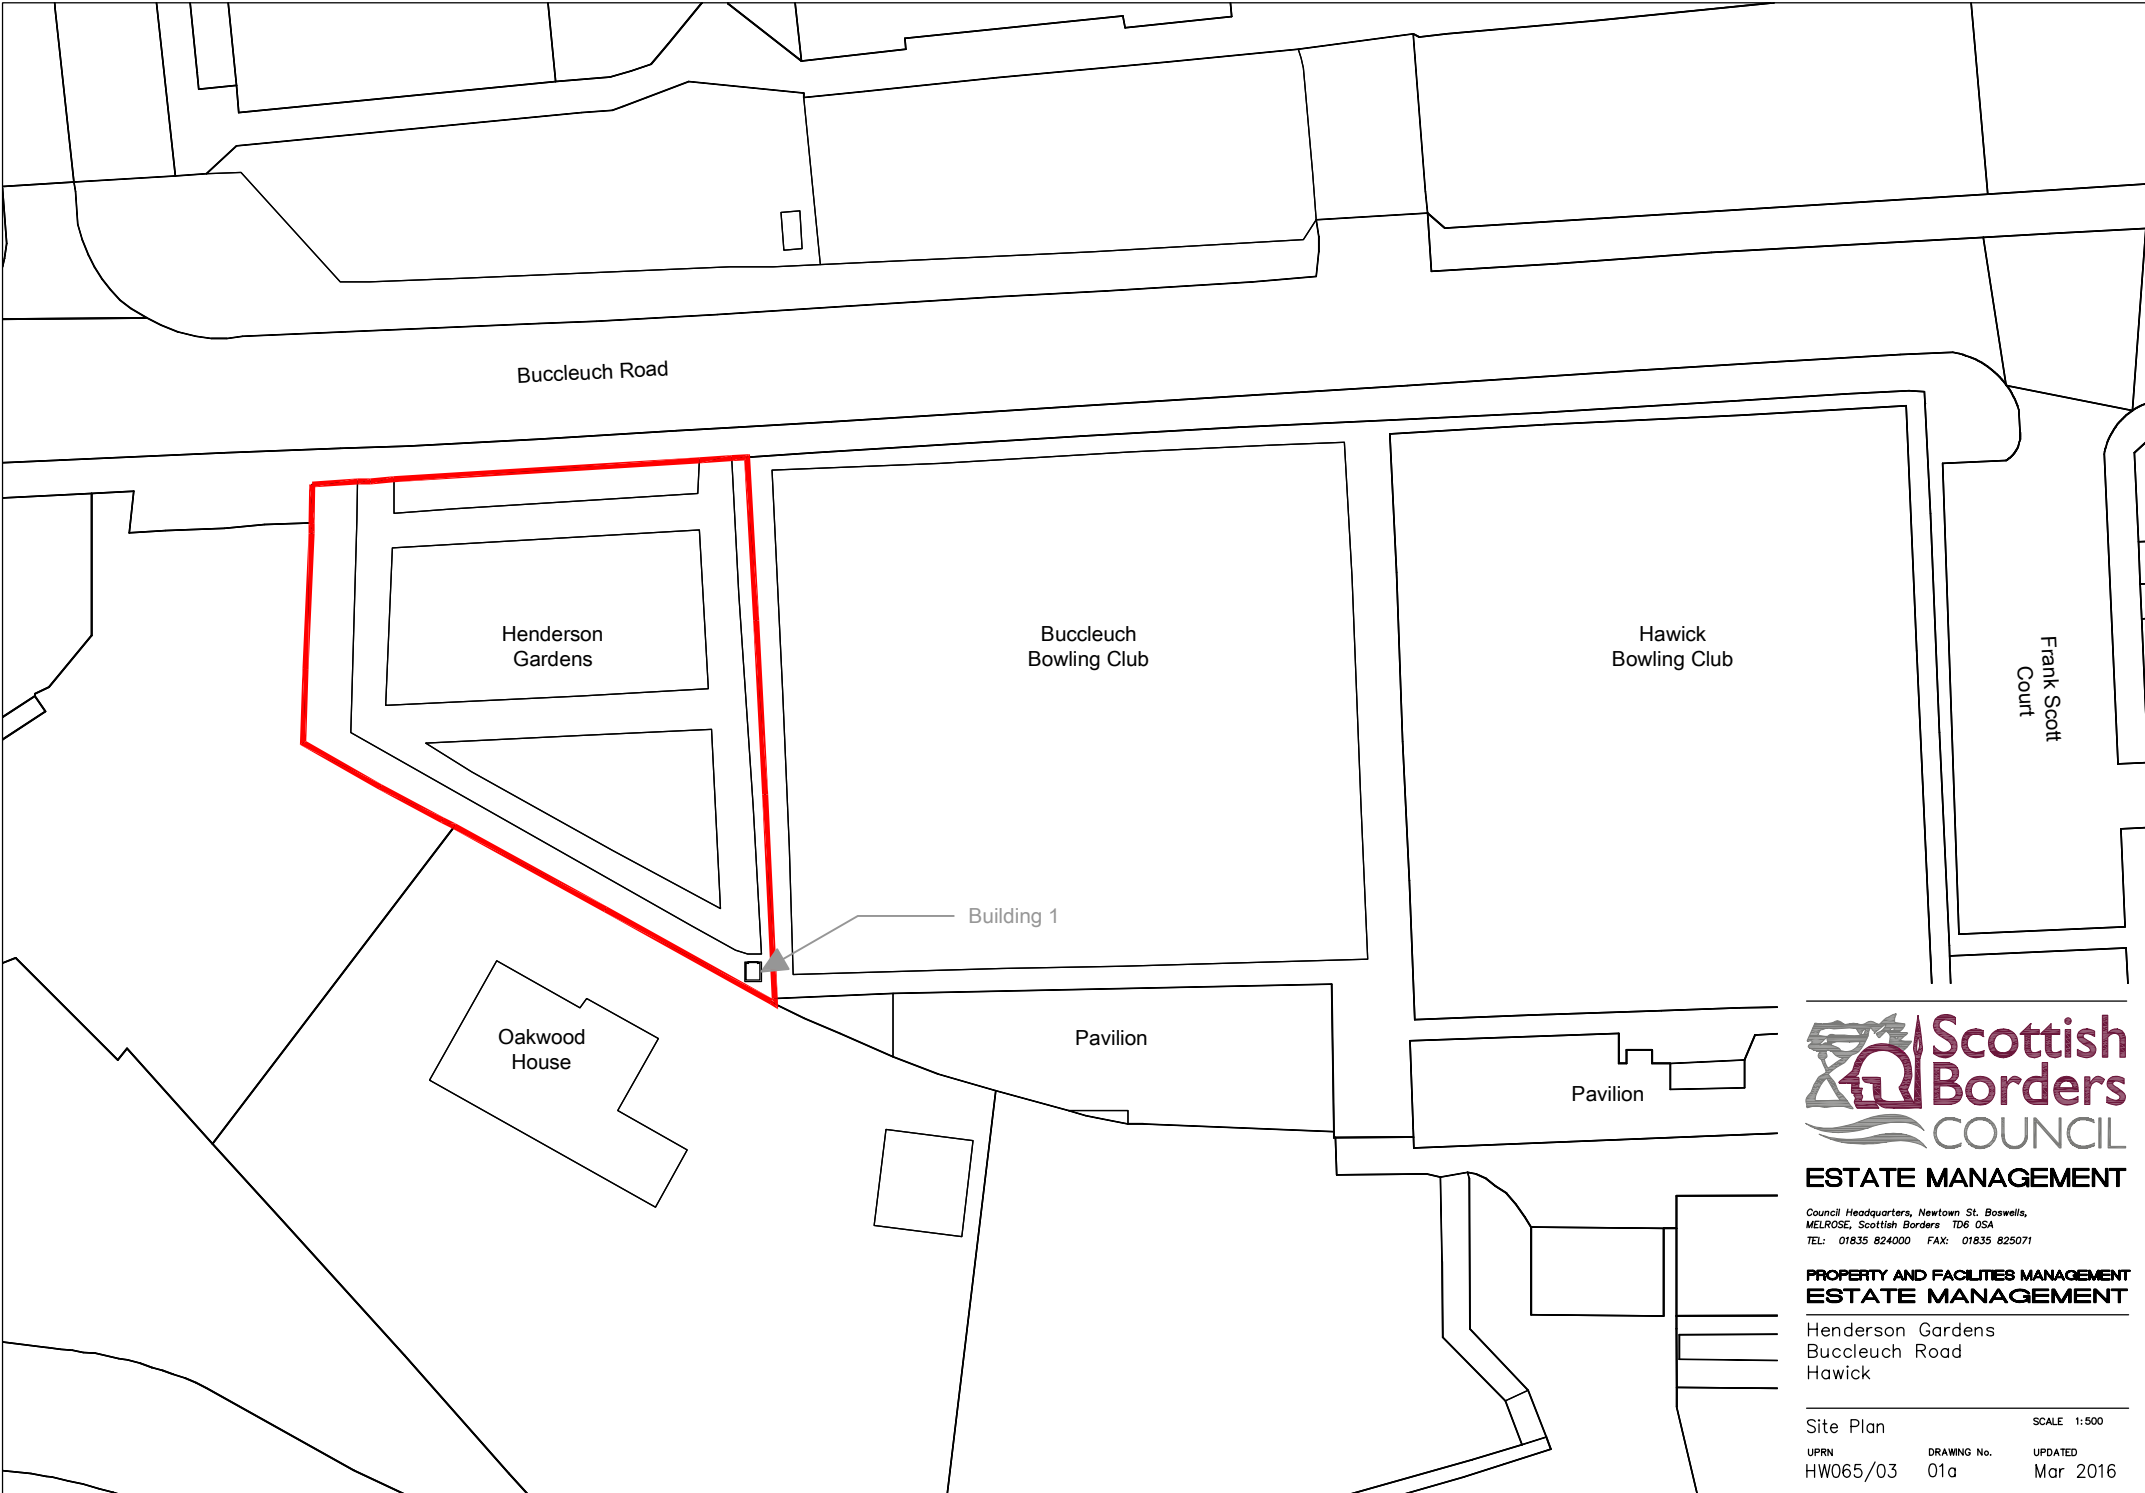 Buccleuch Road
Henderson
Gardens
Buccleuch
Bowling Club
Hawick
Bowling Club
Frank Scott
Court
Building 1
Oakwood
House
Pavilion
Pavilion
Scottish
Borders
COUNCIL
ESTATE MANAGEMENT
Council Headquarters, Newtown St. Boswells,
MELROSE, Scottish Borders TD6 0SA
TEL: 01835 824000 FAX: 01835 825071
PROPERTY AND FACILITIES MANAGEMENT
ESTATE MANAGEMENT
Henderson Gardens
Buccleuch Road
Hawick
Site Plan SCALE 1:500
UPRN DRAWING No. UPDATED
HW065/03 01a Mar 2016